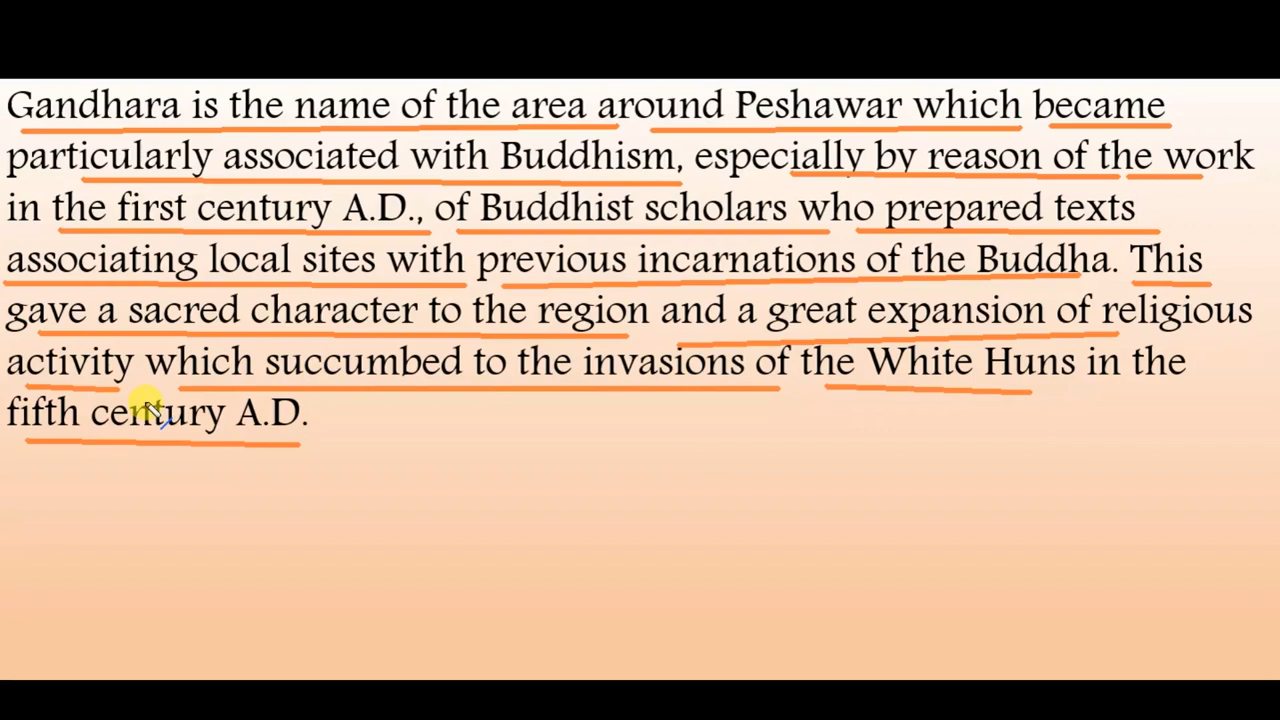 Gandhara is the name of the area around Peshawar which became
particularly associated with Buddhism, especially by reason of the work
in the first century A.D., of Buddhist scholars who prepared texts
associating local sites with previous incarnations of the Buddha. This
gave a sacred character to the region and a great expansion of religious
activity which succumbed to the invasions of the White Huns in the
fifth century A.D.